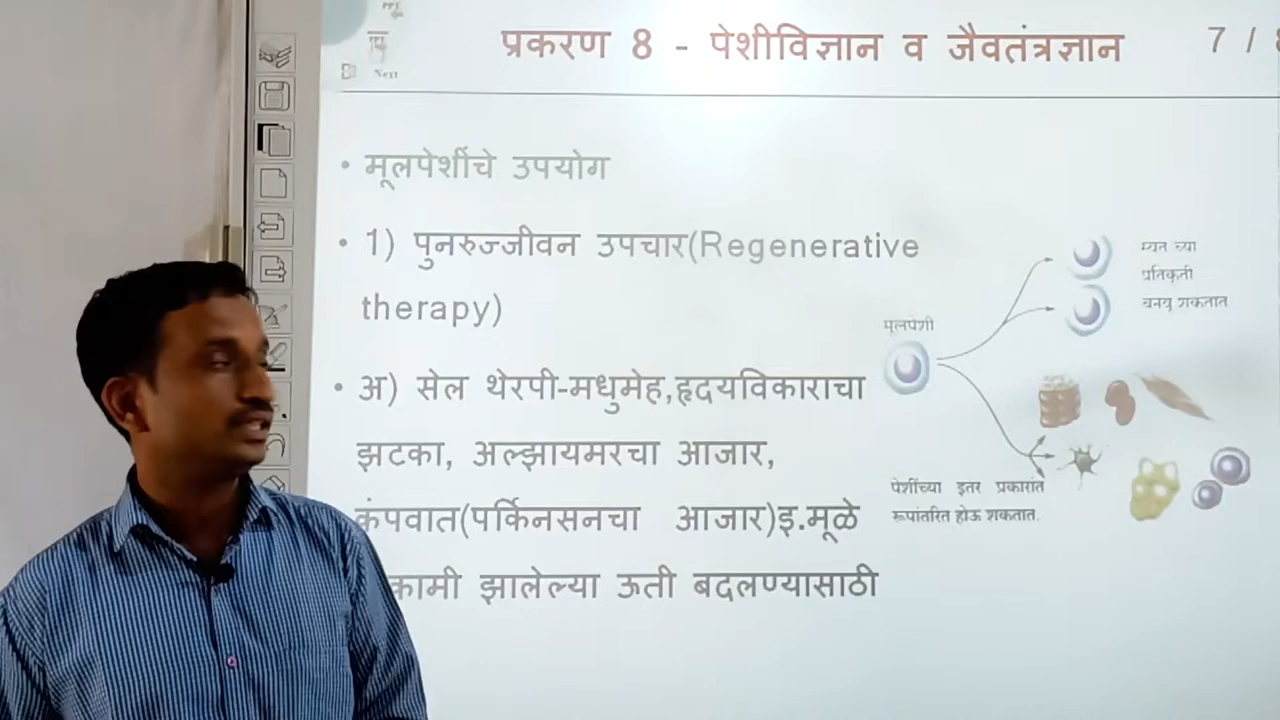 Next
प्रकरण 8 - पेशीविज्ञान व जैवतंत्रज्ञान
7 /
• मूलपेशींचे उपयोग
• 1) पुनरुज्जीवन उपचार(Regenerative
therapy)
• अ) सेल थेरपी-मधुमेह,हृदयविकाराचा
झटका, अल्झायमरचा आजार,
कंपवात(पर्किनसनचा आजार)इ.मूळे
कामी झालेल्या ऊती बदलण्यासाठी
मूलपेशी
च्या
प्रतिकृती
बनवू शकतात
पेशींच्या इतर प्रकारांत
रूपांतरित होऊ शकतात.